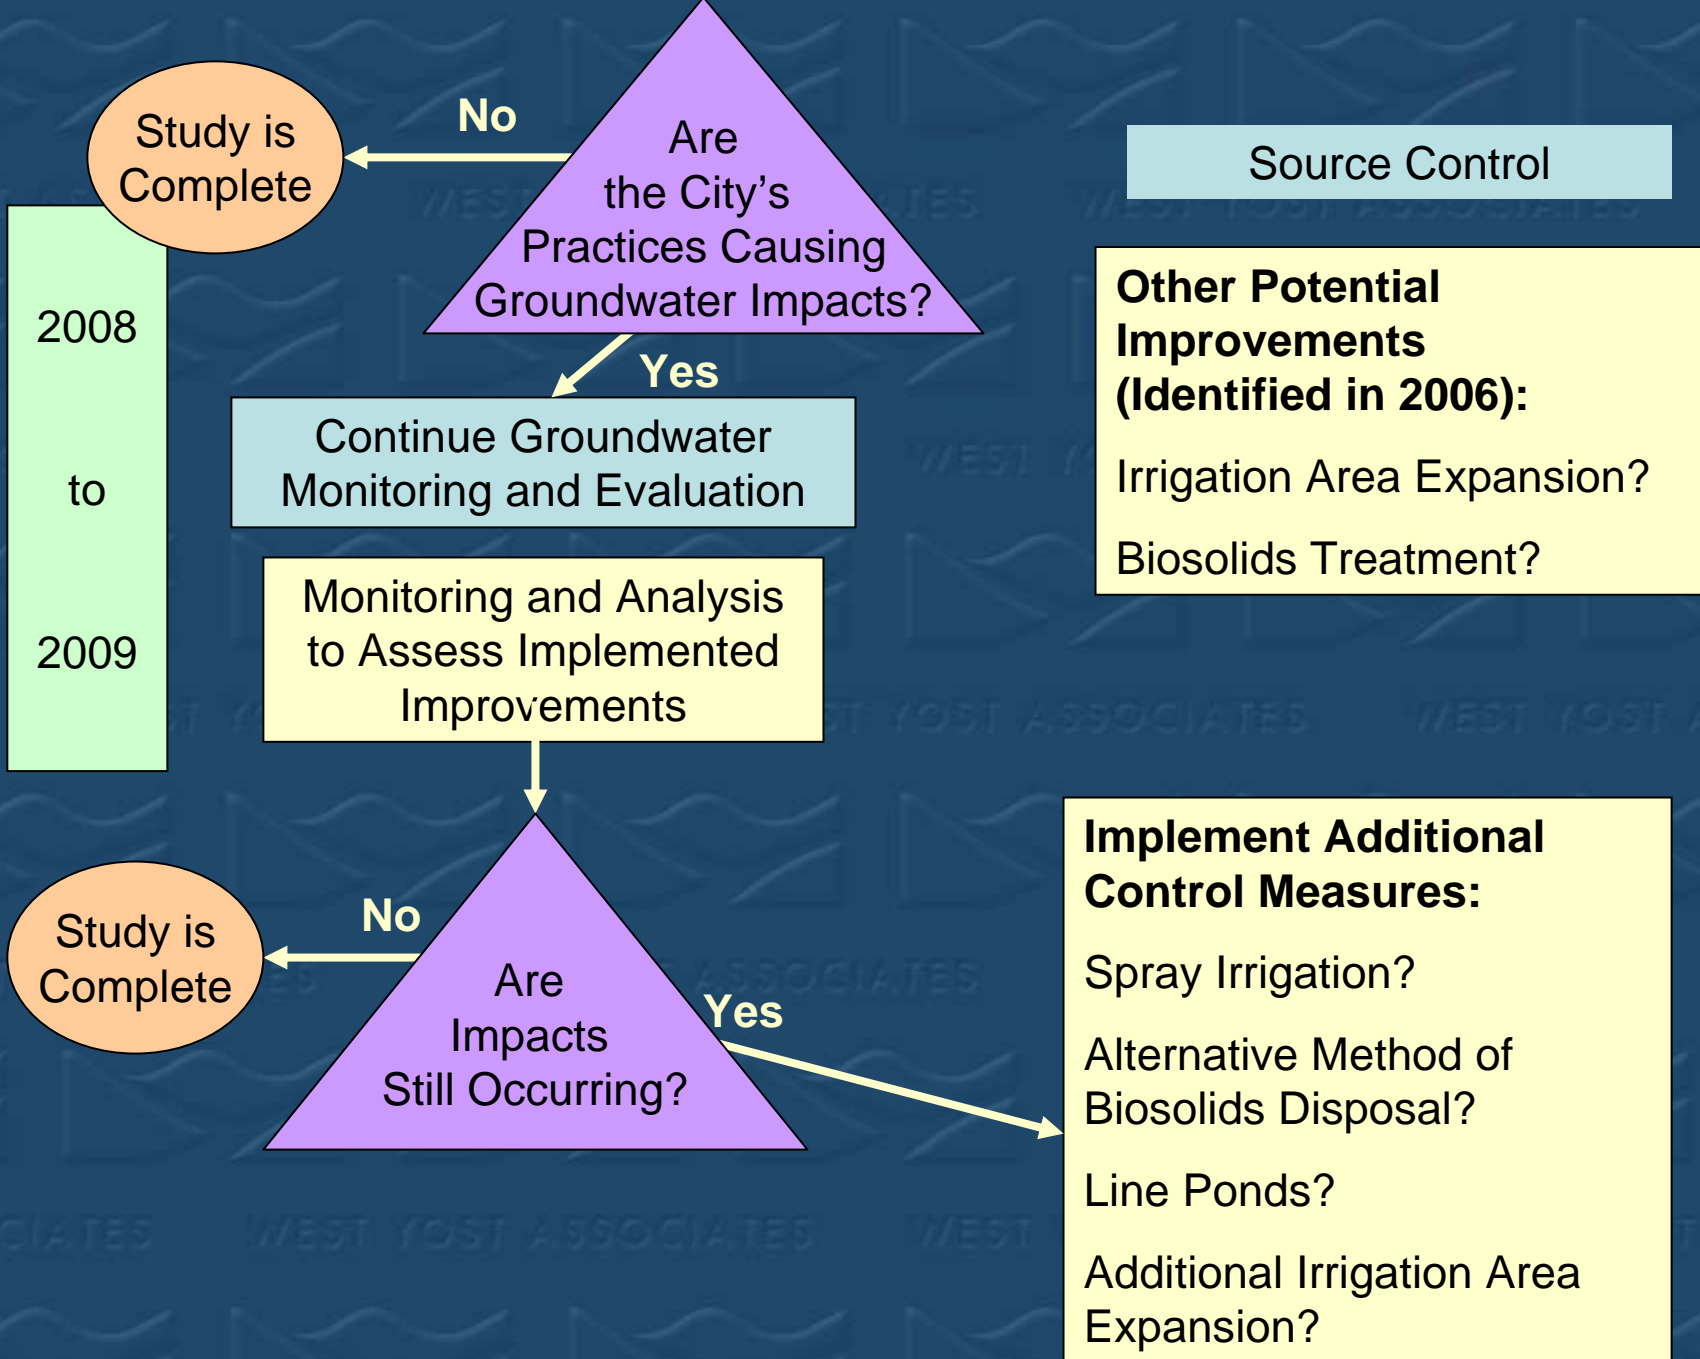 Study is
Complete
No
Are
the City's
Practices Causing
Groundwater Impacts?
Source Control
2008
to
2009
Yes
Continue Groundwater
Monitoring and Evaluation
Other Potential
Improvements
(Identified in 2006):
Irrigation Area Expansion?
Biosolids Treatment?
Monitoring and Analysis
to Assess Implemented
Improvements
Study is
Complete
No
Are
Impacts
Still Occurring?
Yes
Implement Additional
Control Measures:
Spray Irrigation?
Alternative Method of
Biosolids Disposal?
Line Ponds?
Additional Irrigation Area
Expansion?
WEST YOST ASSOCIATES